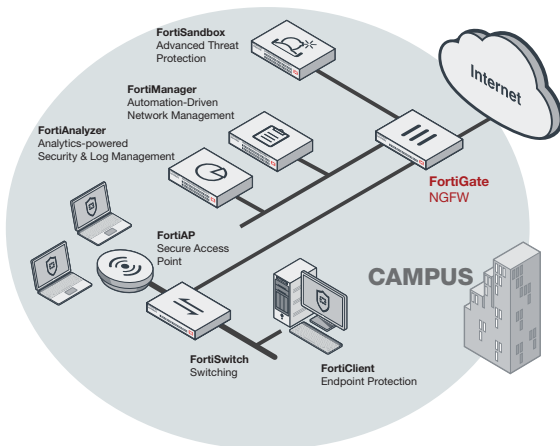 FortiSandbox
Advanced Threat
Protection
FortiManager
Automation-Driven
Network Management
FortiAnalyzer
Analytics-powered
Security & Log Management
Internet
FortiGate
NGFW
FortiAP
Secure Access
Point
CAMPUS
FortiSwitch
Switching
FortiClient
Endpoint Protection